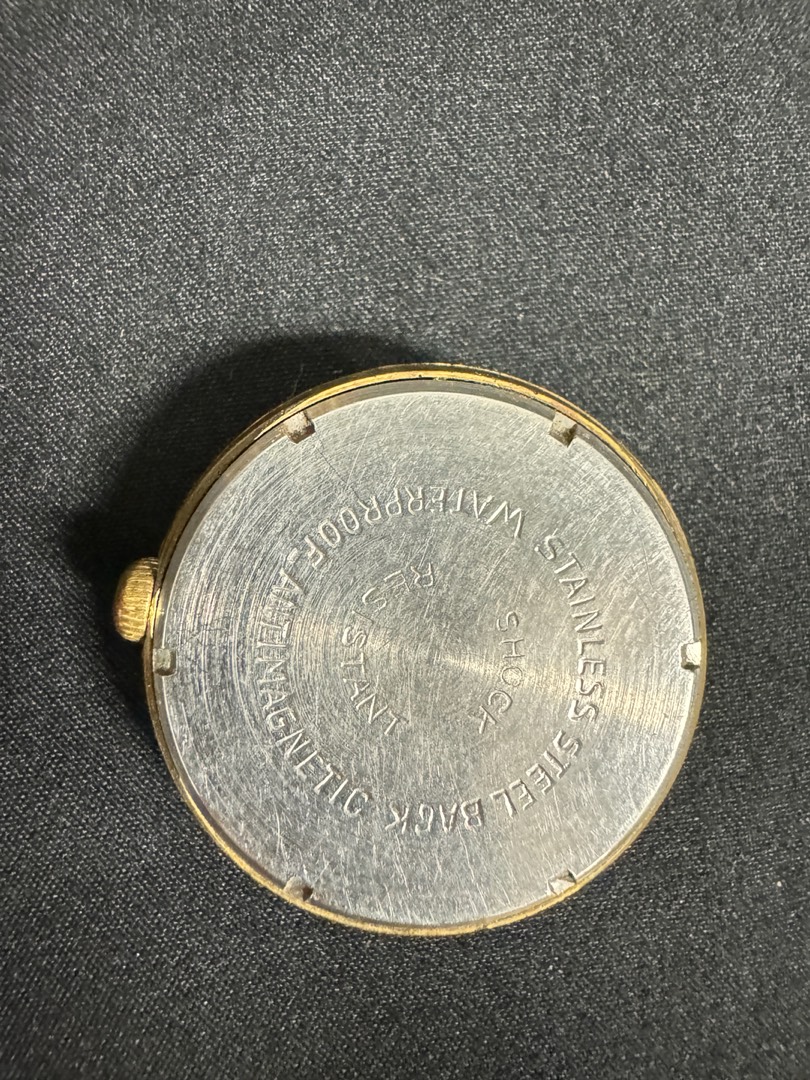 STAINLESS STEEL BACK
WATERPROOF-ANTIMAGNETIC
SHOCK
RESISTANT